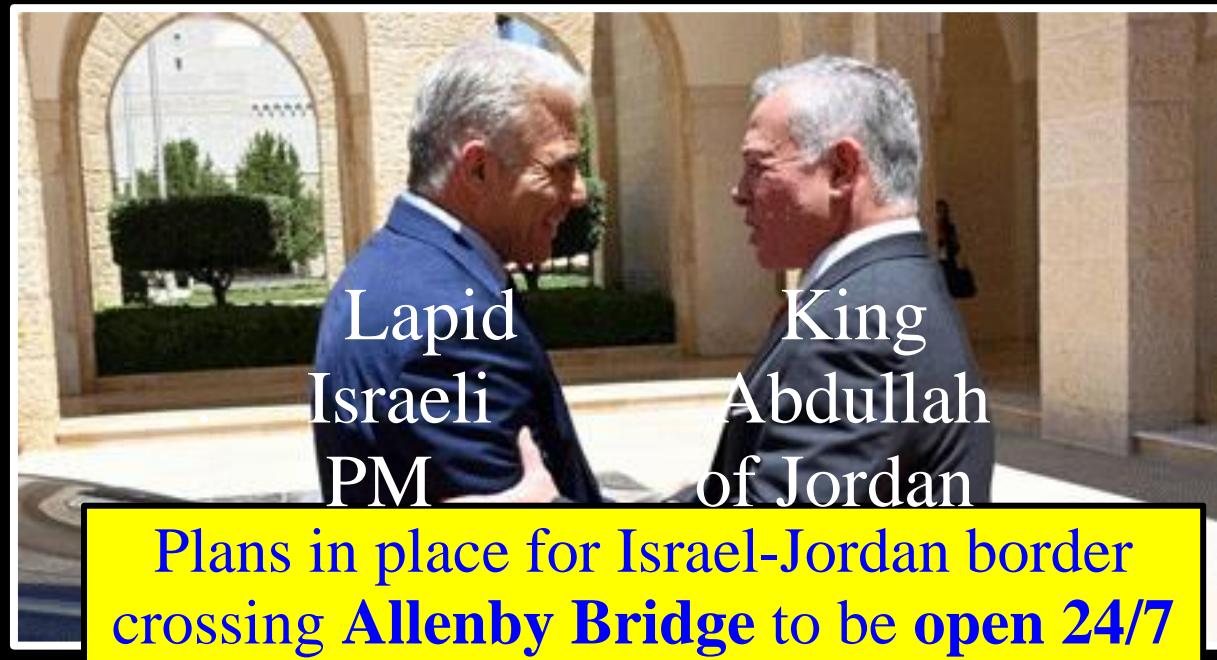 Lapid
Israeli
PM
King
Abdullah
of Jordan
Plans in place for Israel-Jordan border
crossing Allenby Bridge to be open 24/7